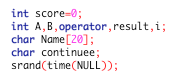 int score=0;
int A,B,operator,result,i;
char Name[20];
char continuee;
srand(time(NULL));